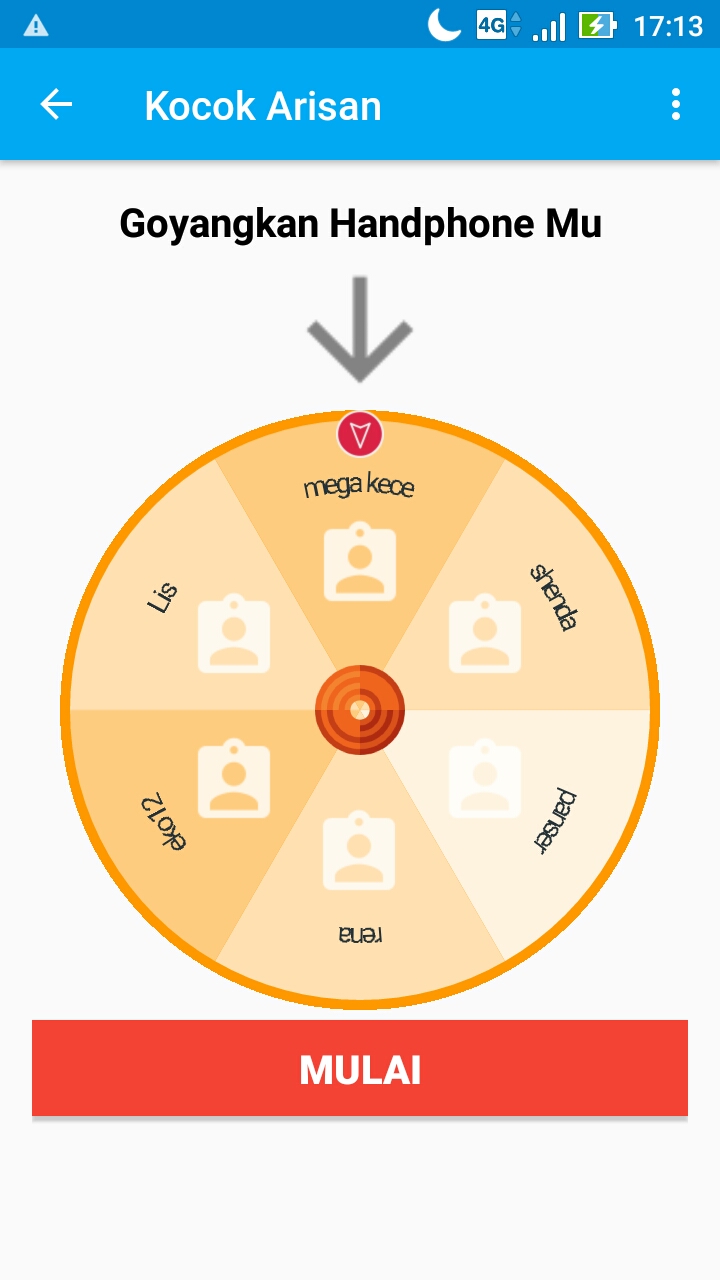 4G 17:13
Kocok Arisan
Goyangkan Handphone Mu
mega kece
Lis
shenda
eko12
panser
rena
MULAI